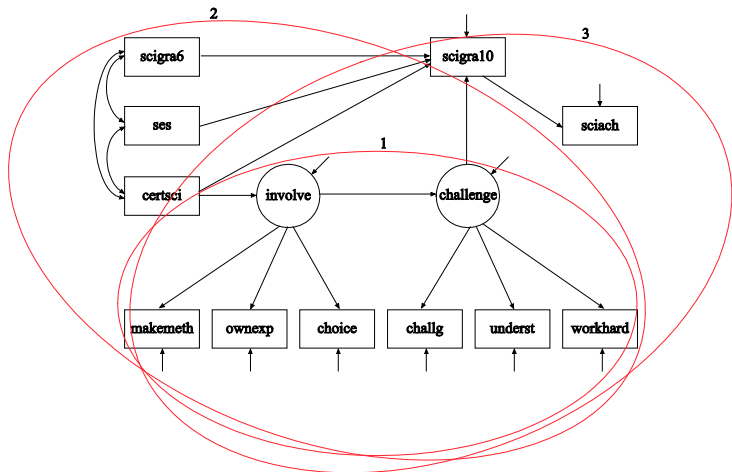 2
3
scigra6
scigra10
ses
sciach
1
certsci
involve
challenge
makemeth
ownexp
choice
challg
underst
workhard